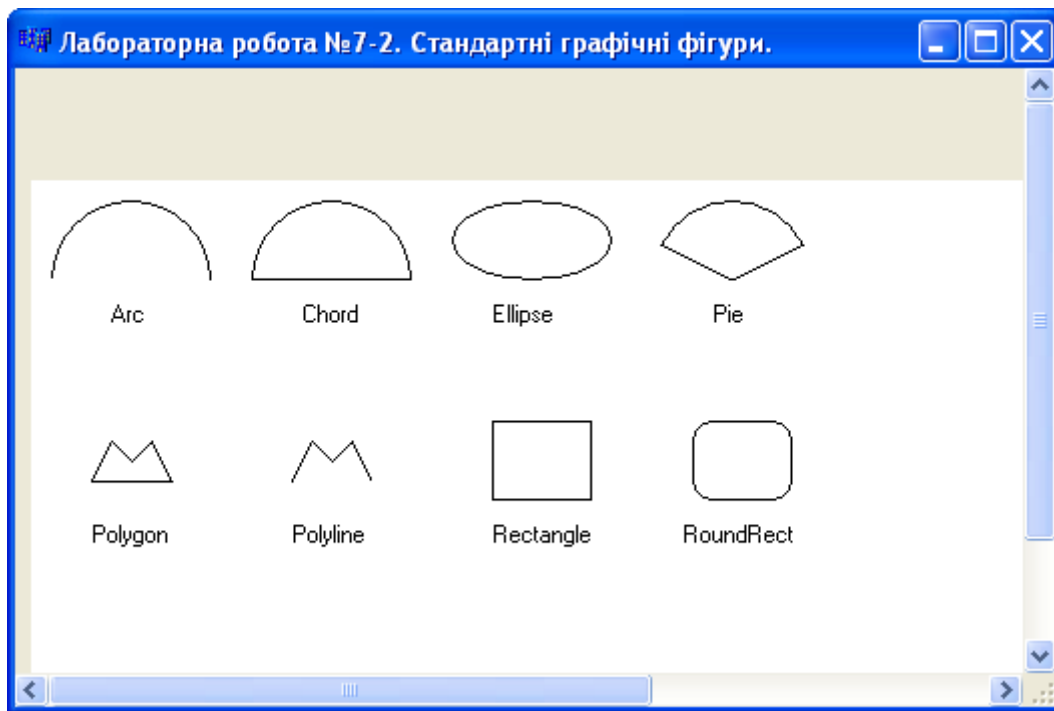 Лабораторна робота №7-2. Стандартні графічні фігури.
Arc Chord Ellipse Pie
Polygon Polyline Rectangle RoundRect